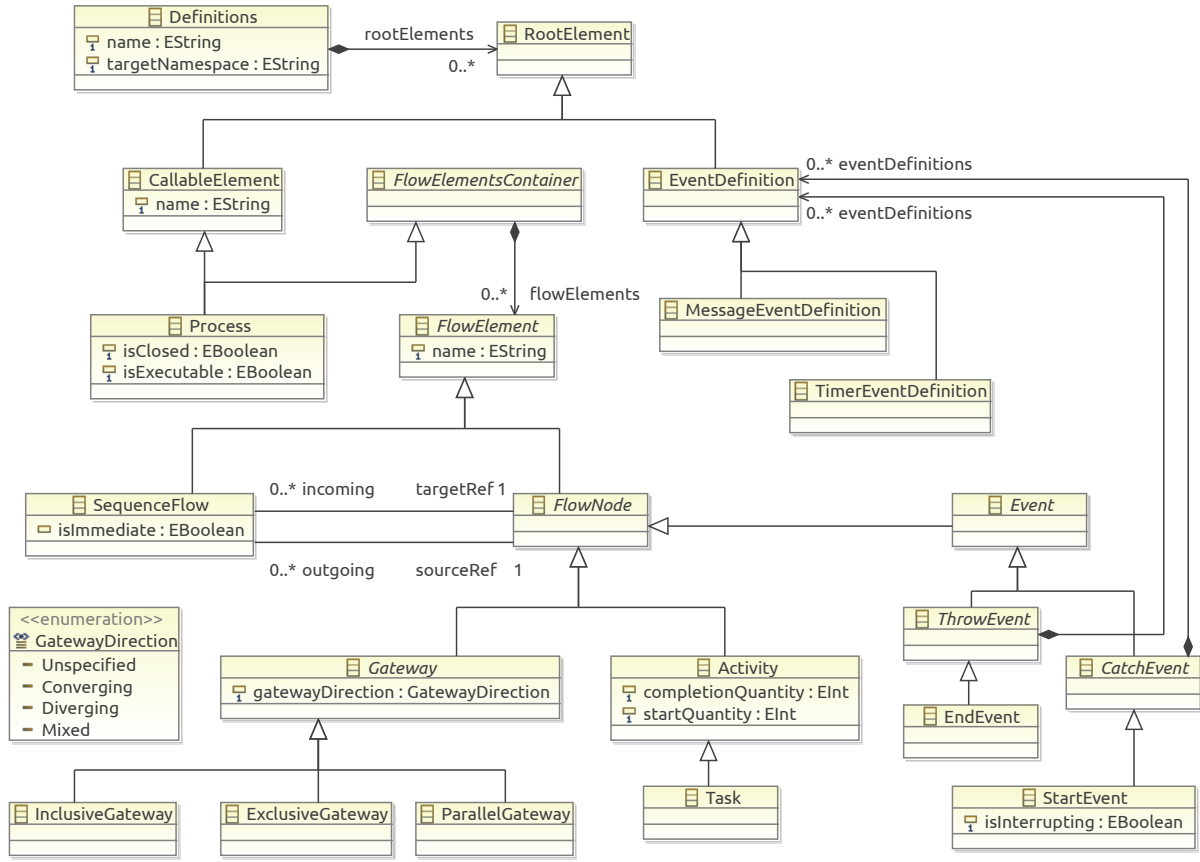 Definitions
name : EString
targetNamespace : EString
rootElements
0..*
RootElement
CallableElement
name : EString
FlowElementsContainer
EventDefinition
0..* eventDefinitions
0..* eventDefinitions
0..* flowElements
MessageEventDefinition
Process
isClosed : EBoolean
isExecutable : EBoolean
FlowElement
name : EString
TimerEventDefinition
SequenceFlow
isImmediate : EBoolean
0..* incoming
targetRef 1
0..* outgoing
sourceRef 1
FlowNode
Event
<<enumeration>>
GatewayDirection
Unspecified
Converging
Diverging
Mixed
Gateway
gatewayDirection : GatewayDirection
Activity
completionQuantity : EInt
startQuantity : EInt
ThrowEvent
CatchEvent
EndEvent
InclusiveGateway
ExclusiveGateway
ParallelGateway
Task
StartEvent
isInterrupting : EBoolean